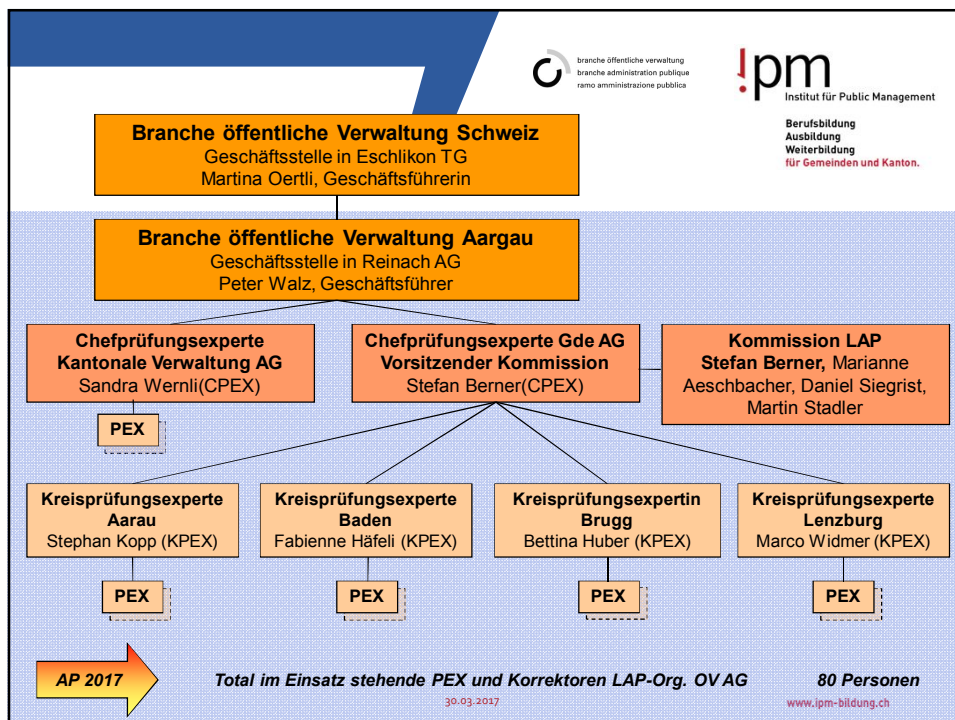 branche öffentliche verwaltung
branche administration publique
ramo amministrazione pubblica
!pm
Institut für Public Management
Berufsbildung
Ausbildung
Weiterbildung
für Gemeinden und Kanton.
Branche öffentliche Verwaltung Schweiz
Geschäftsstelle in Eschlikon TG
Martina Oertli, Geschäftsführerin
Branche öffentliche Verwaltung Aargau
Geschäftsstelle in Reinach AG
Peter Walz, Geschäftsführer
Chefprüfungsexperte
Kantonale Verwaltung AG
Sandra Wernli(CPEX)
PEX
Chefprüfungsexperte Gde AG
Vorsitzender Kommission
Stefan Berner(CPEX)
Kommission LAP
Stefan Berner, Marianne
Aeschbacher, Daniel Siegrist,
Martin Stadler
Kreisprüfungsexperte
Aarau
Stephan Kopp (KPEX)
PEX
Kreisprüfungsexperte
Baden
Fabienne Häfeli (KPEX)
PEX
Kreisprüfungsexpertin
Brugg
Bettina Huber (KPEX)
PEX
Kreisprüfungsexperte
Lenzburg
Marco Widmer (KPEX)
PEX
AP 2017
Total im Einsatz stehende PEX und Korrektoren LAP-Org. OV AG 80 Personen
30.03.2017
www.ipm-bildung.ch